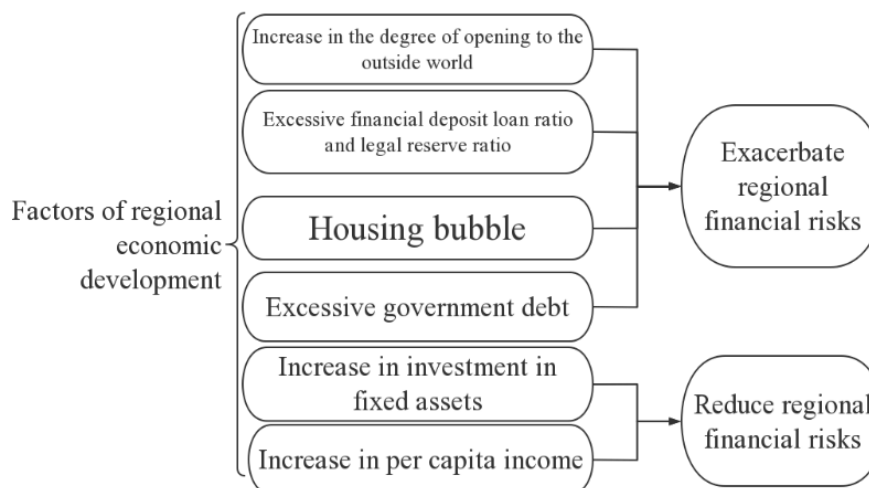 Increase in the degree of opening to the
outside world
Excessive financial deposit loan ratio
and legal reserve ratio
Exacerbate
regional
financial risks
Factors of regional
economic
development
Housing bubble
Excessive government debt
Increase in investment in
fixed assets
Increase in per capita income
Reduce regional
financial risks